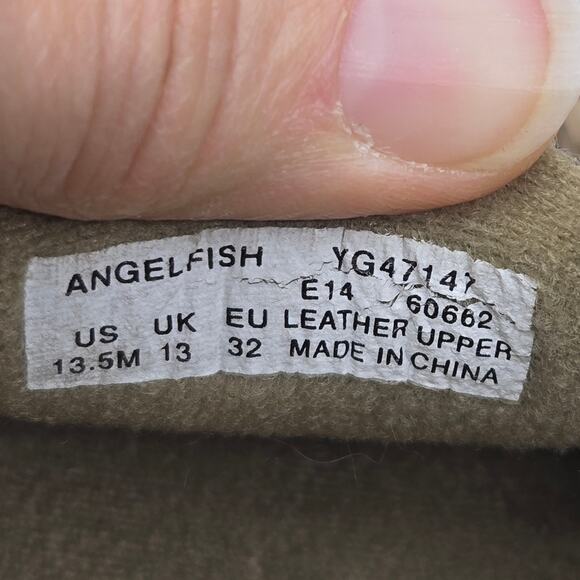 ANGELFISH YG47147
E14 60662
US UK EU LEATHER UPPER
13.5M 13 32 MADE IN CHINA